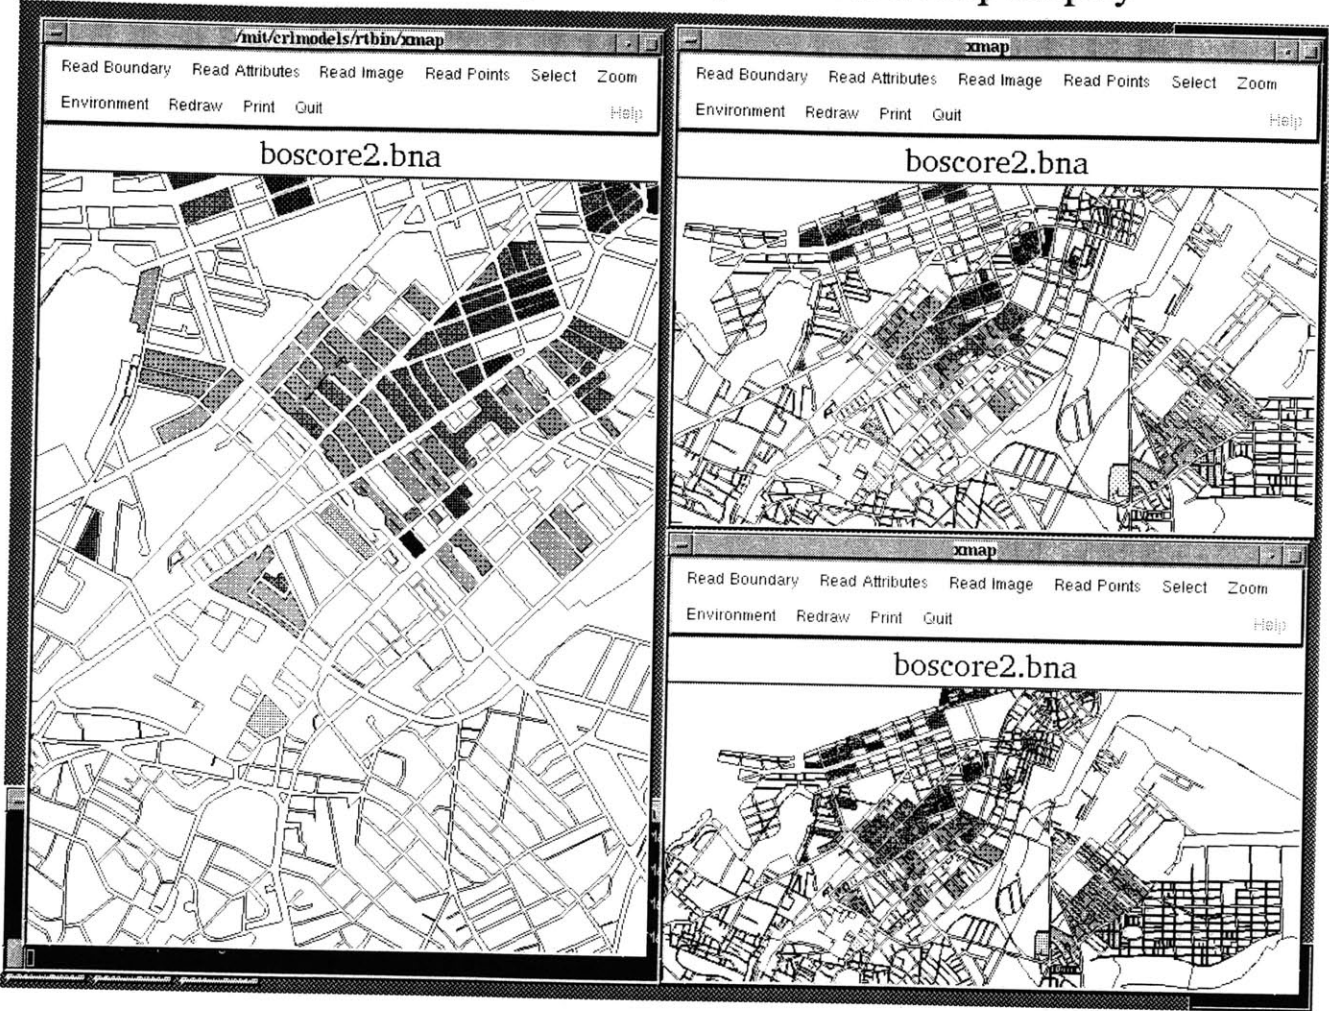 /mit/crlmodels/rtbin/xmap
Read Boundary Read Attributes Read Image Read Points Select Zoom
Environment Redraw Print Quit Help
boscore2.bna
xmap
Read Boundary Read Attributes Read Image Read Points Select Zoom
Environment Redraw Print Quit Help
boscore2.bna
xmap
Read Boundary Read Attributes Read Image Read Points Select Zoom
Environment Redraw Print Quit Help
boscore2.bna